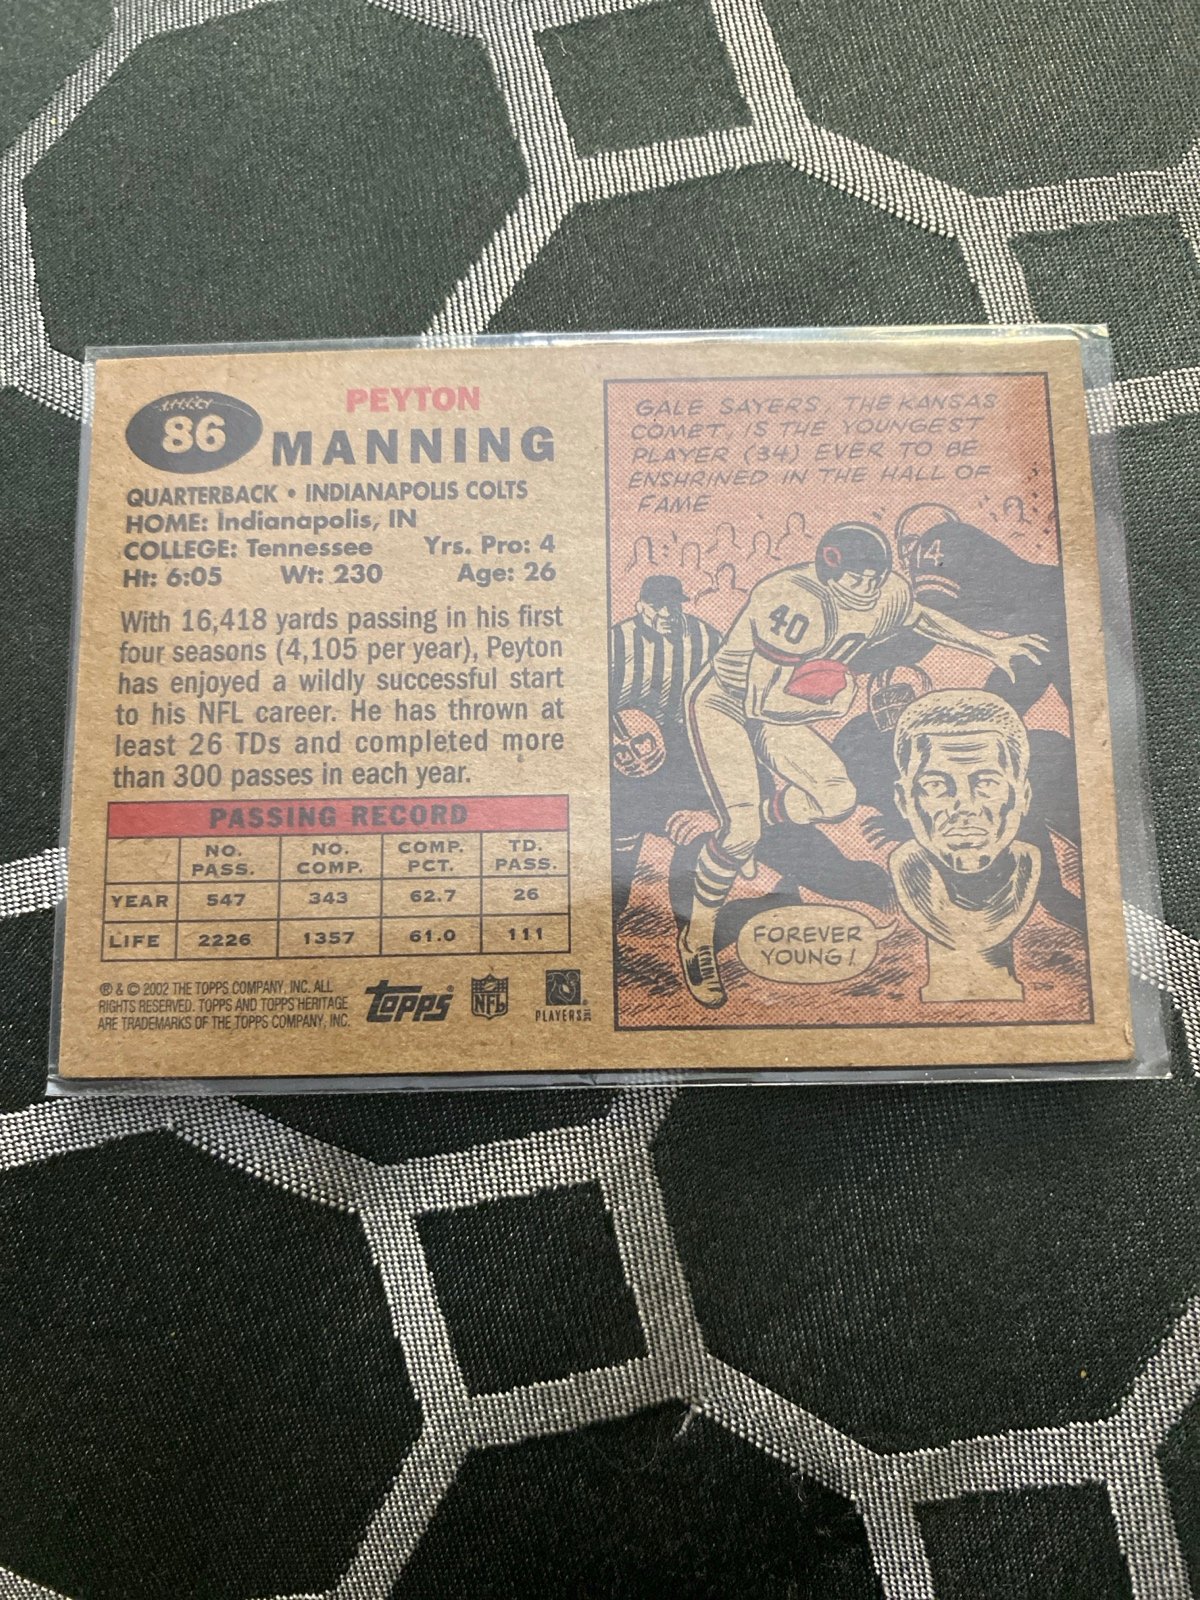 86
PEYTON
MANNING
QUARTERBACK • INDIANAPOLIS COLTS
HOME: Indianapolis, IN
COLLEGE: Tennessee Yrs. Pro: 4
Ht: 6:05 Wt: 230 Age: 26
With 16,418 yards passing in his first
four seasons (4,105 per year), Peyton
has enjoyed a wildly successful start
to his NFL career. He has thrown at
least 26 TDs and completed more
than 300 passes in each year.
PASSING RECORD
NO. PASS. NO. COMP. COMP. PCT. TD. PASS.
YEAR 547 343 62.7 26
LIFE 2226 1357 61.0 111
® & © 2002 THE TOPPS COMPANY, INC. ALL
RIGHTS RESERVED. TOPPS AND TOPPS HERITAGE
ARE TRADEMARKS OF THE TOPPS COMPANY, INC.
Topps®
NFL
PLAYERS INC
GALE SAYERS, THE KANSAS
COMET, IS THE YOUNGEST
PLAYER (34) EVER TO BE
ENSHRINED IN THE HALL OF
FAME
C
40
FOREVER
YOUNG!